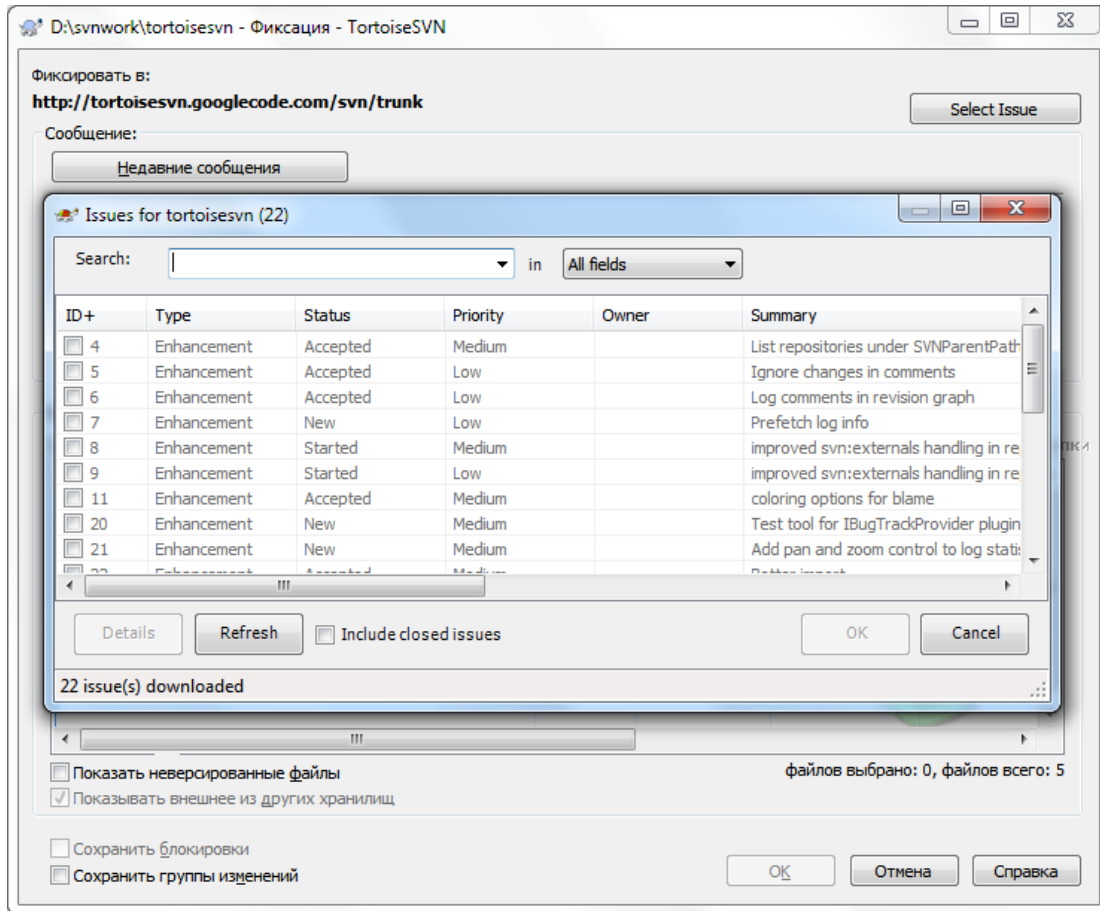 D:\svnwork\tortoisesvn - Фиксация - TortoiseSVN
Фиксировать в:
http://tortoisesvn.googlecode.com/svn/trunk
Select Issue
Сообщение:
Недавние сообщения
Issues for tortoisesvn (22)
Search: in All fields
ID+ Type Status Priority Owner Summary
4 Enhancement Accepted Medium List repositories under SVNParentPath
5 Enhancement Accepted Low Ignore changes in comments
6 Enhancement Accepted Low Log comments in revision graph
7 Enhancement New Low Prefetch log info
8 Enhancement Started Medium improved svn:externals handling in re
9 Enhancement Started Low improved svn:externals handling in re
11 Enhancement Accepted Medium coloring options for blame
20 Enhancement New Medium Test tool for IBugTrackProvider plugin
21 Enhancement New Medium Add pan and zoom control to log statis
Details Refresh Include closed issues OK Cancel
22 issue(s) downloaded
Показать неверсированные файлы
файлов выбрано: 0, файлов всего: 5
Показывать внешнее из других хранилищ
Сохранить блокировки
Сохранить группы изменений
OK Отмена Справка